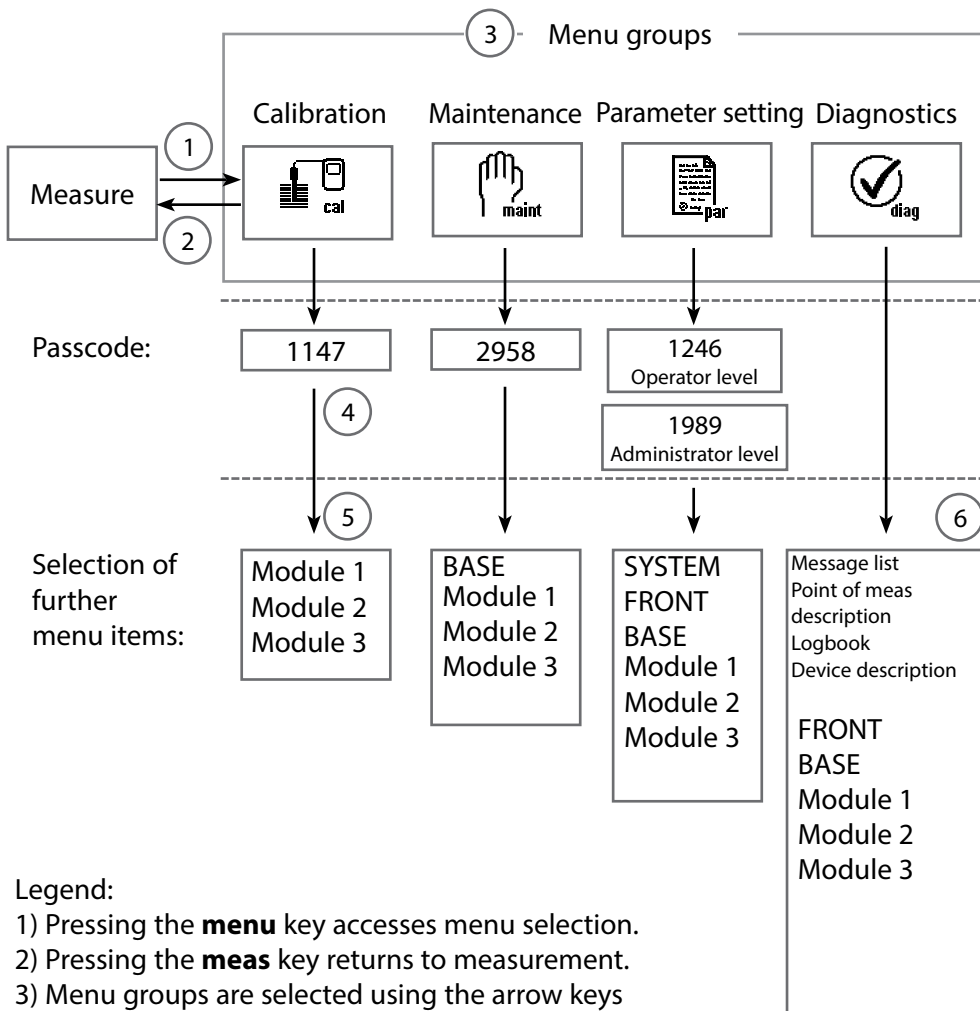 3 Menu groups
Calibration Maintenance Parameter setting Diagnostics
Measure
1
2
cal
maint
par
diag
Passcode:
1147
2958
1246
Operator level
1989
Administrator level
4
5
6
Selection of
further
menu items:
Module 1
Module 2
Module 3
BASE
Module 1
Module 2
Module 3
SYSTEM
FRONT
BASE
Module 1
Module 2
Module 3
Message list
Point of meas
description
Logbook
Device description
FRONT
BASE
Module 1
Module 2
Module 3
Legend:
1) Pressing the menu key accesses menu selection.
2) Pressing the meas key returns to measurement.
3) Menu groups are selected using the arrow keys